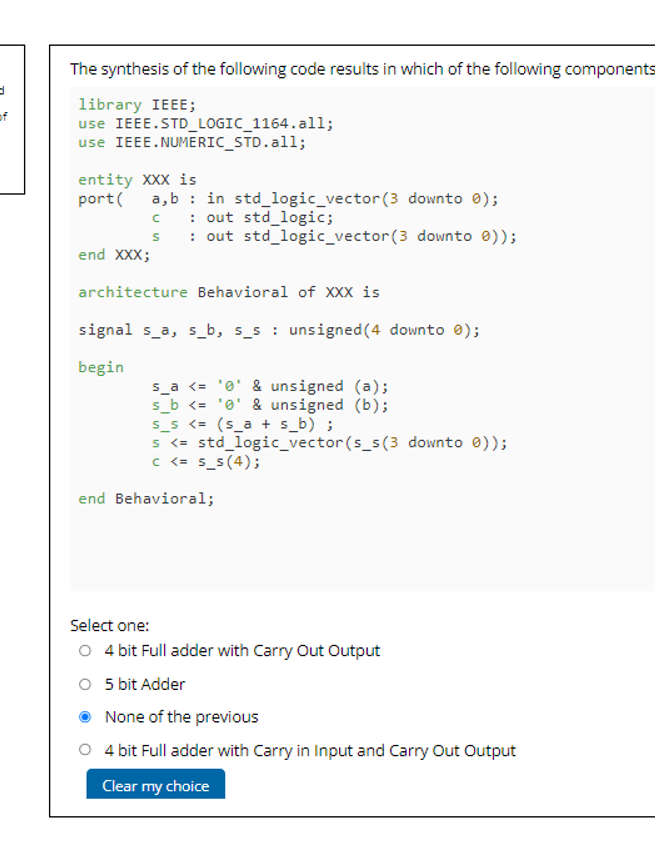 d
of
The synthesis of the following code results in which of the following components
library IEEE;
use IEEE.STD_LOGIC_1164.all;
use IEEE.NUMERIC_STD.all;
entity XXX is
port( a,b : in std_logic_vector(3 downto 0);
c : out std_logic;
s : out std_logic_vector(3 downto 0));
end XXX;
architecture Behavioral of XXX is
signal s_a, s_b, s_s : unsigned(4 downto 0);
begin
s_a <= '0' & unsigned (a);
s_b <= '0' & unsigned (b);
s_s <= (s_a + s_b) ;
s <= std_logic_vector(s_s(3 downto 0));
c <= s_s(4);
end Behavioral;
Select one:
4 bit Full adder with Carry Out Output
5 bit Adder
None of the previous
4 bit Full adder with Carry in Input and Carry Out Output
Clear my choice